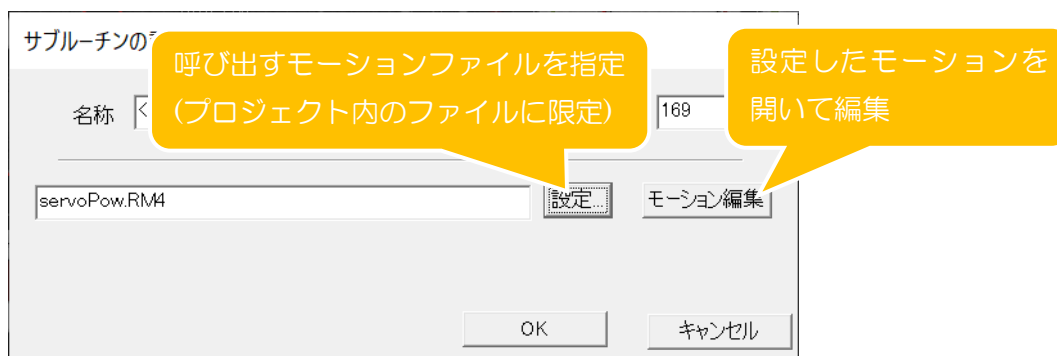 サブルーチンの
呼び出すモーションファイルを指定
(プロジェクト内のファイルに限定)
設定したモーションを
開いて編集
名称
169
servoPow.RM4
設定...
モーション編集
OK
キャンセル